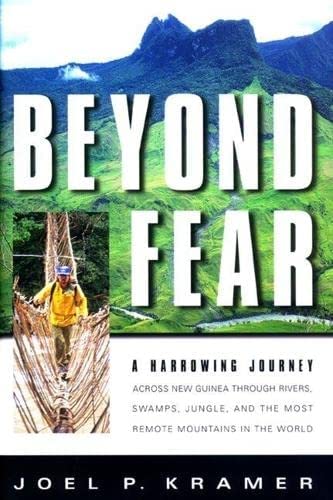 BEYOND
FEAR
A HARROWING JOURNEY
ACROSS NEW GUINEA THROUGH RIVERS,
SWAMPS, JUNGLE, AND THE MOST
REMOTE MOUNTAINS IN THE WORLD
JOEL P. KRAMER